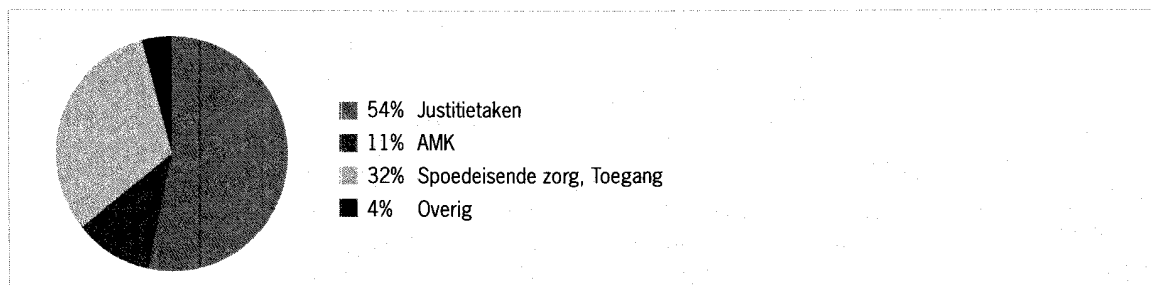 54% Justitietaken
11% AMK
32% Spoedeisende zorg, Toegang
4% Overig